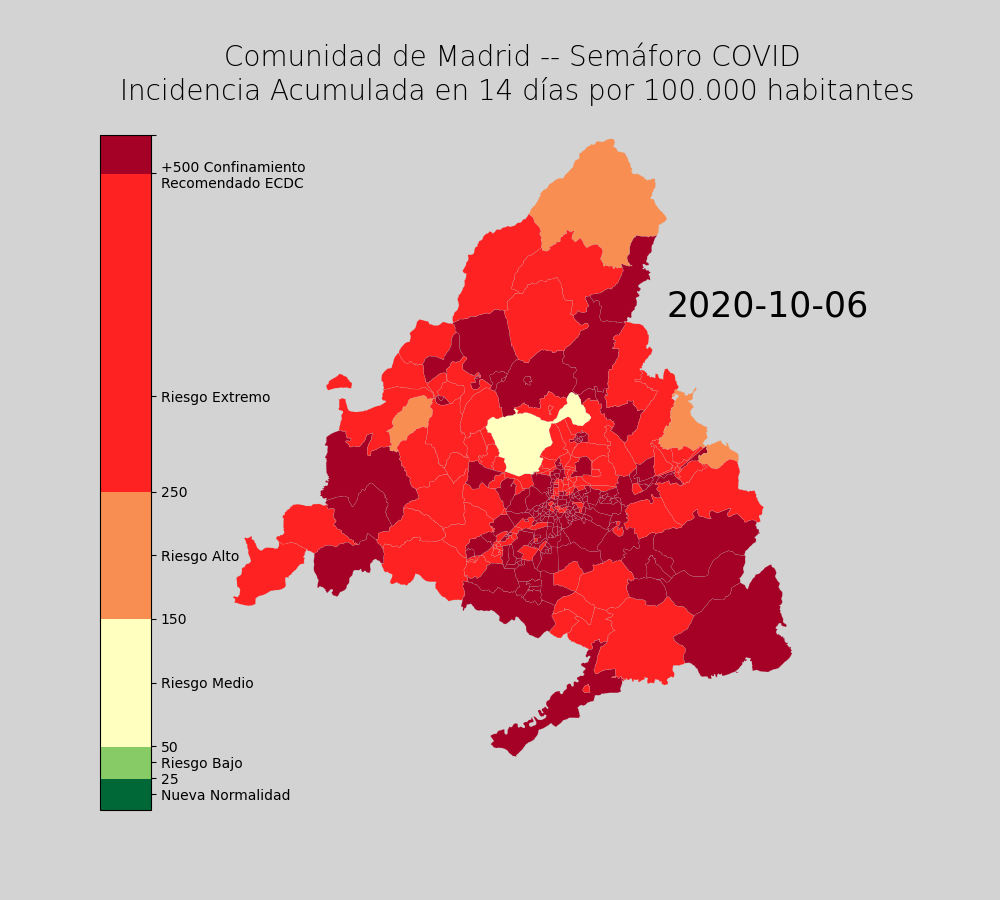 Comunidad de Madrid -- Semáforo COVID
Incidencia Acumulada en 14 días por 100.000 habitantes
+500 Confinamiento
Recomendado ECDC
2020-10-06
Riesgo Extremo
250
Riesgo Alto
150
Riesgo Medio
50
Riesgo Bajo
25
Nueva Normalidad